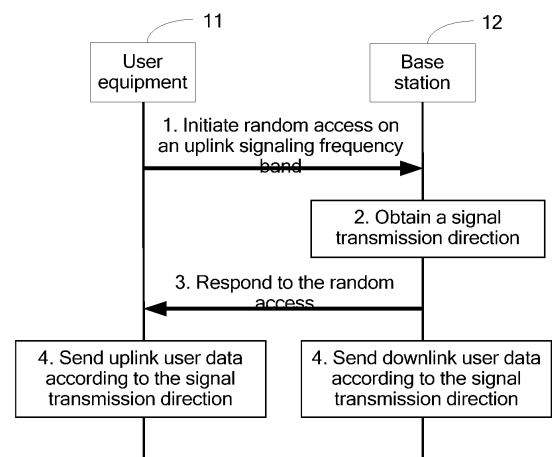 11
12
User
equipment
Base
station
1. Initiate random access on
an uplink signaling frequency
band
2. Obtain a signal
transmission direction
3. Respond to the random
access
4. Send uplink user data
according to the signal
transmission direction
4. Send downlink user data
according to the signal
transmission direction